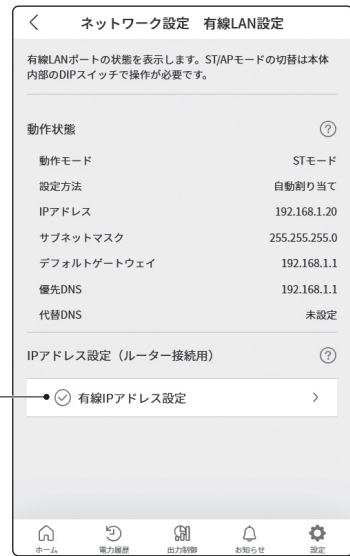 ネットワーク設定　有線LAN設定
有線LANポートの状態を表示します。ST/APモードの切替は本体
内部のDIPスイッチで操作が必要です。
動作状態 ?
動作モード STモード
設定方法 自動割り当て
IPアドレス 192.168.1.20
サブネットマスク 255.255.255.0
デフォルトゲートウェイ 192.168.1.1
優先DNS 192.168.1.1
代替DNS 未設定
IPアドレス設定（ルーター接続用） ?
有線IPアドレス設定
ホーム 電力履歴 出力制御 お知らせ 設定